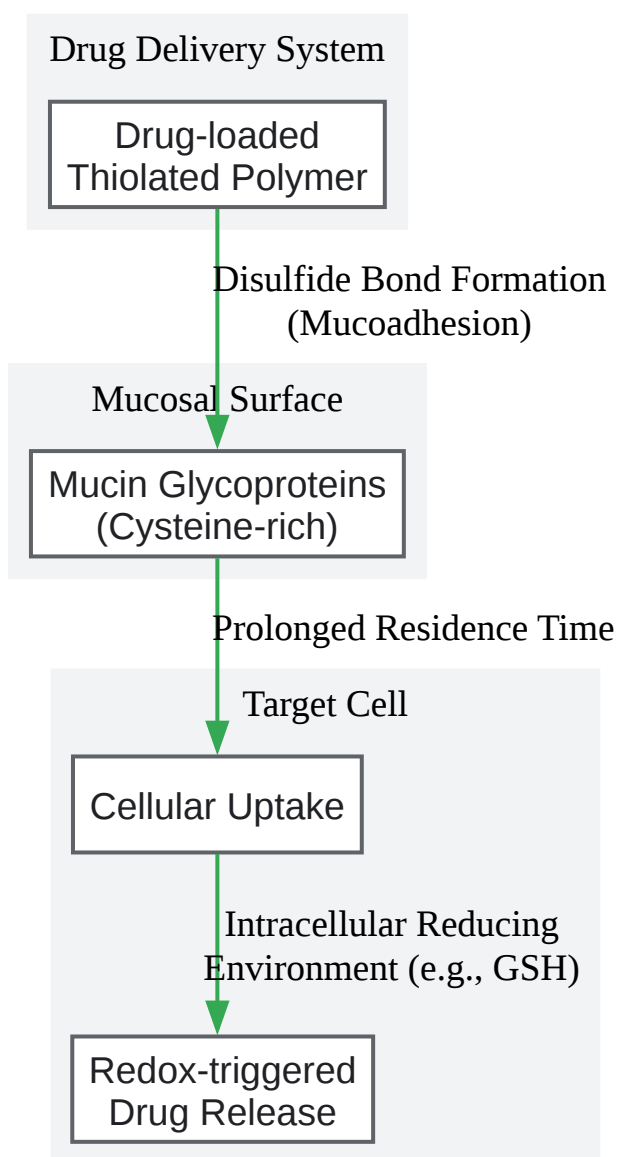 Drug Delivery System
Drug-loaded
Thiolated Polymer
Disulfide Bond Formation
(Mucoadhesion)
Mucosal Surface
Mucin Glycoproteins
(Cysteine-rich)
Prolonged Residence Time
Target Cell
Cellular Uptake
Intracellular Reducing
Environment (e.g., GSH)
Redox-triggered
Drug Release